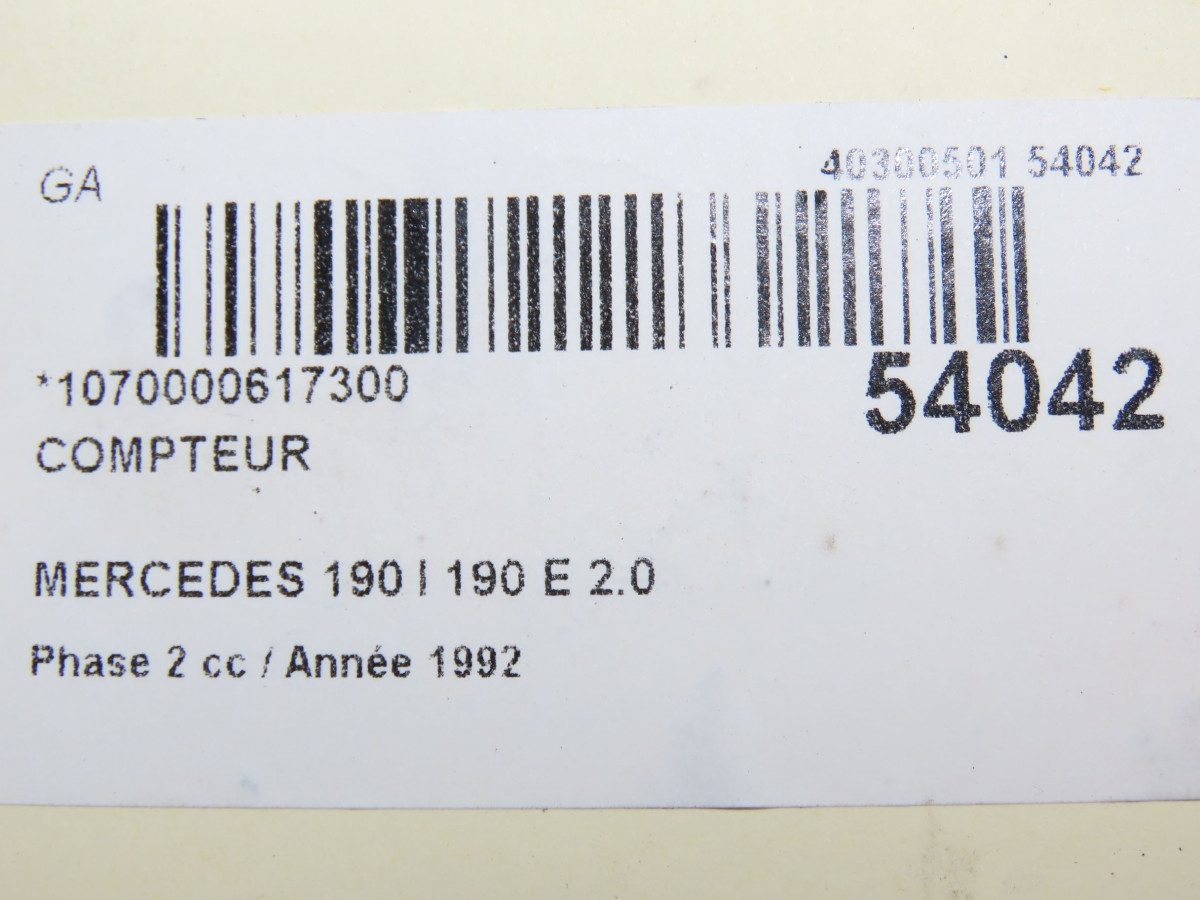 GA
40300501 54042
*1070000617300
54042
COMPTEUR
MERCEDES 190 I 190 E 2.0
Phase 2 cc / Année 1992